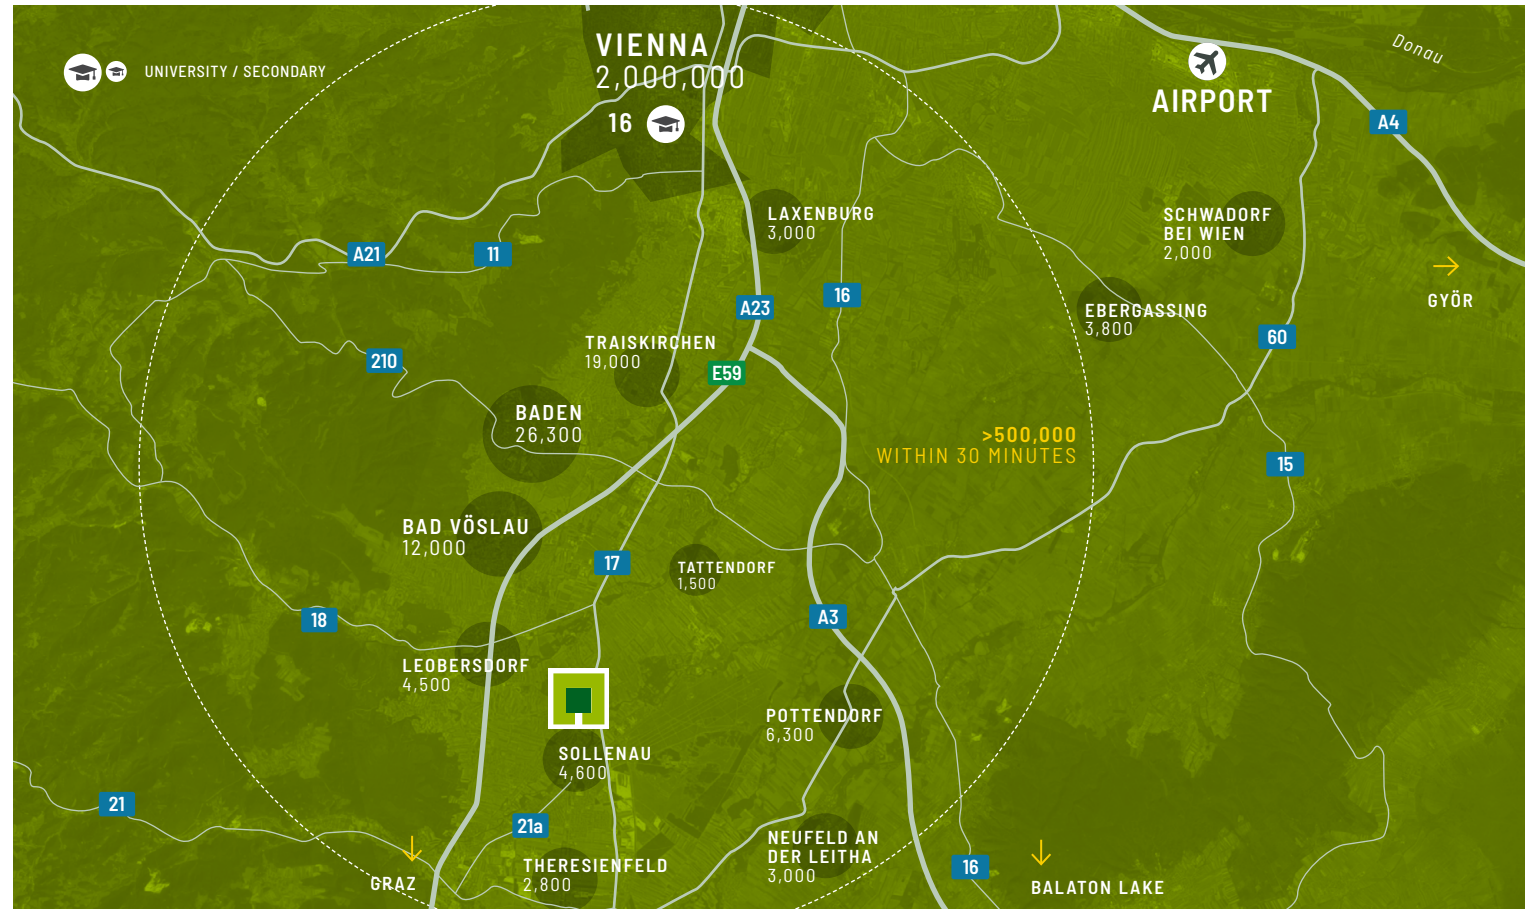 VIENNA
2,000,000
16
UNIVERSITY / SECONDARY
AIRPORT
Donau
A4
LAXENBURG
3,000
SCHWADORF
BEI WIEN
2,000
A21
11
GYÖR
16
A23
EBERGASSING
3,800
60
TRAISKIRCHEN
19,000
210
E59
BADEN
26,300
>500,000
WITHIN 30 MINUTES
15
BAD VÖSLAU
12,000
17
TATTENDORF
1,500
18
A3
LEOBERSDORF
4,500
POTTENDORF
6,300
SOLLENAU
4,600
21
21a
NEUFELD AN
DER LEITHA
3,000
THERESIENFELD
2,800
16
GRAZ
BALATON LAKE